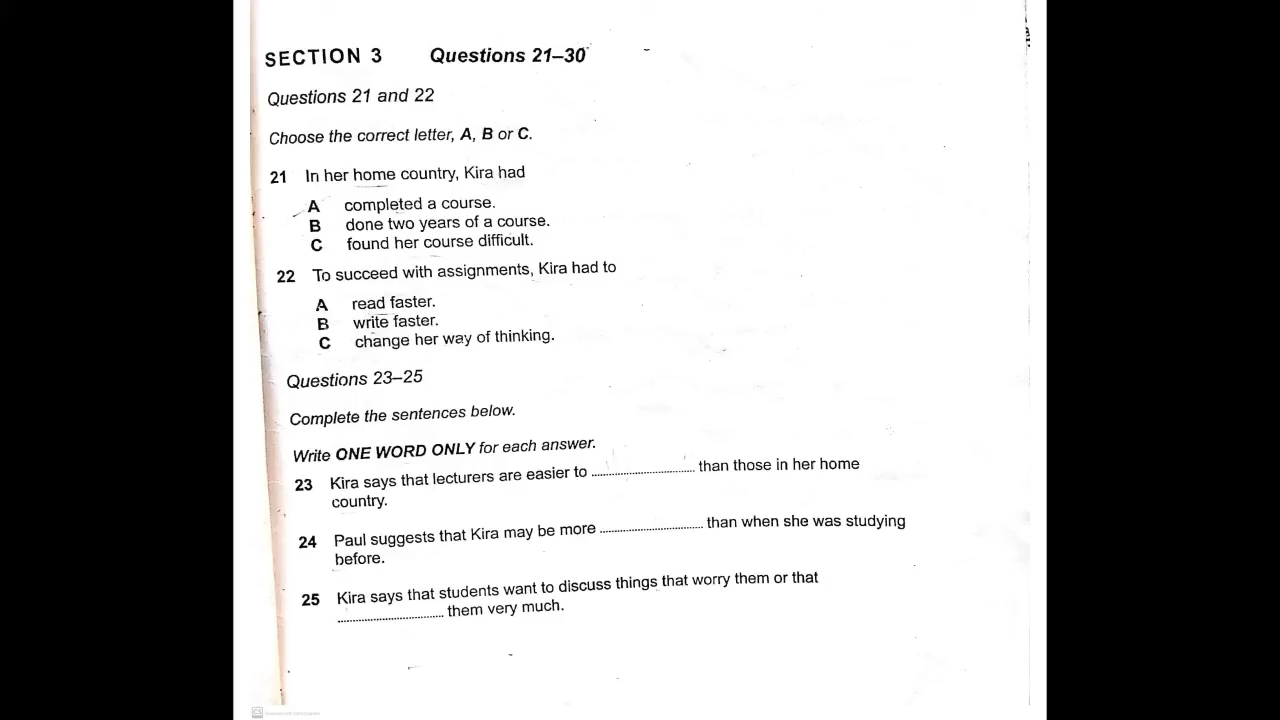 SECTION 3 Questions 21–30
Questions 21 and 22
Choose the correct letter, A, B or C.
21 In her home country, Kira had
A completed a course.
B done two years of a course.
C found her course difficult.
22 To succeed with assignments, Kira had to
A read faster.
B write faster.
C change her way of thinking.
Questions 23–25
Complete the sentences below.
Write ONE WORD ONLY for each answer.
23 Kira says that lecturers are easier to ........................ than those in her home
country.
24 Paul suggests that Kira may be more ........................ than when she was studying
before.
25 Kira says that students want to discuss things that worry them or that
........................ them very much.
CS